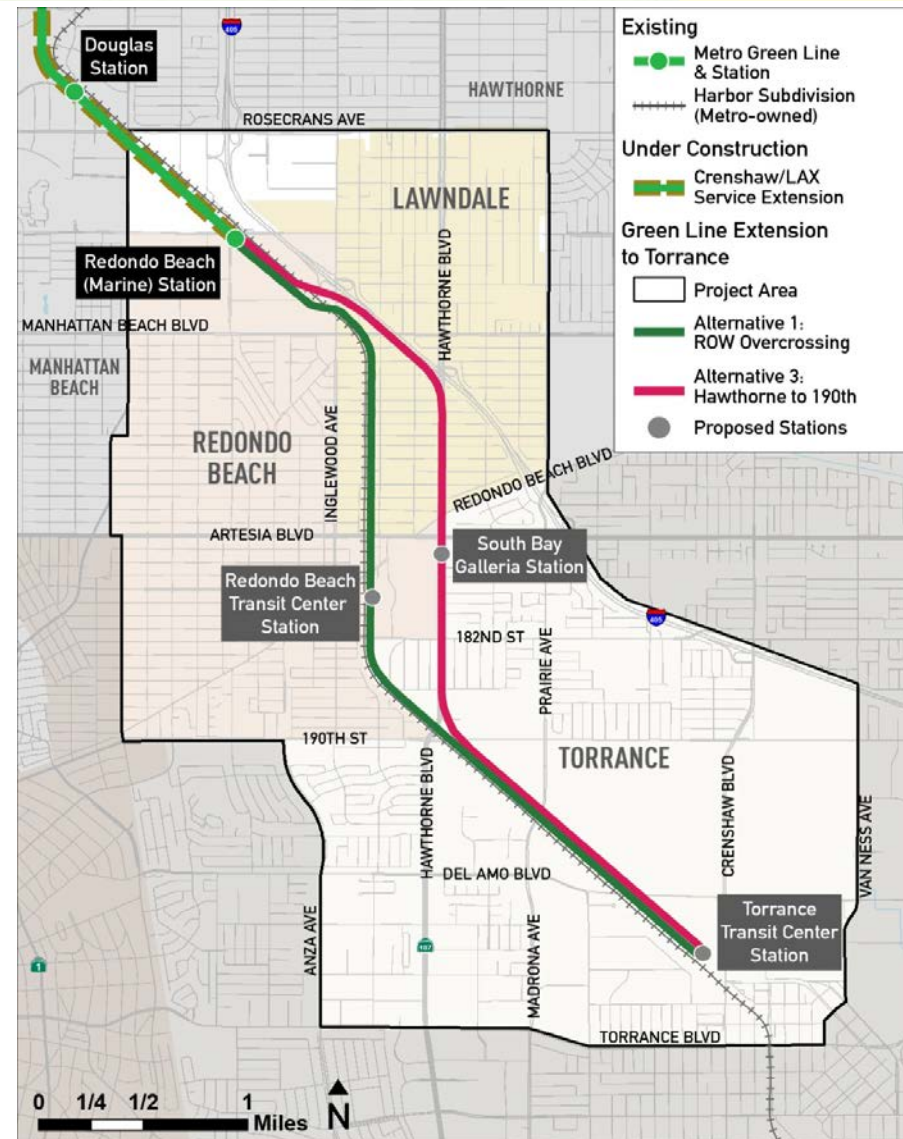 405
Douglas
Station
HAWTHORNE
ROSECRANS AVE
LAWNDALE
HAWTHORNE BLVD
Redondo Beach
(Marine) Station
MANHATTAN BEACH BLVD
MANHATTAN
BEACH
REDONDO
BEACH
INGLEWOOD AVE
REDONDO BEACH BLVD
ARTESIA BLVD
South Bay
Galleria Station
Redondo Beach
Transit Center
Station
405
182ND ST
PRAIRIE AVE
190TH ST
TORRANCE
HAWTHORNE BLVD
CRENSHAW BLVD
VAN NESS AVE
DEL AMO BLVD
ANZA AVE
107
MADRONA AVE
Torrance
Transit Center
Station
1
TORRANCE BLVD
0 1/4 1/2 1
Miles
N
Existing
Metro Green Line
& Station
Harbor Subdivision
(Metro-owned)
Under Construction
Crenshaw/LAX
Service Extension
Green Line Extension
to Torrance
Project Area
Alternative 1:
ROW Overcrossing
Alternative 3:
Hawthorne to 190th
Proposed Stations